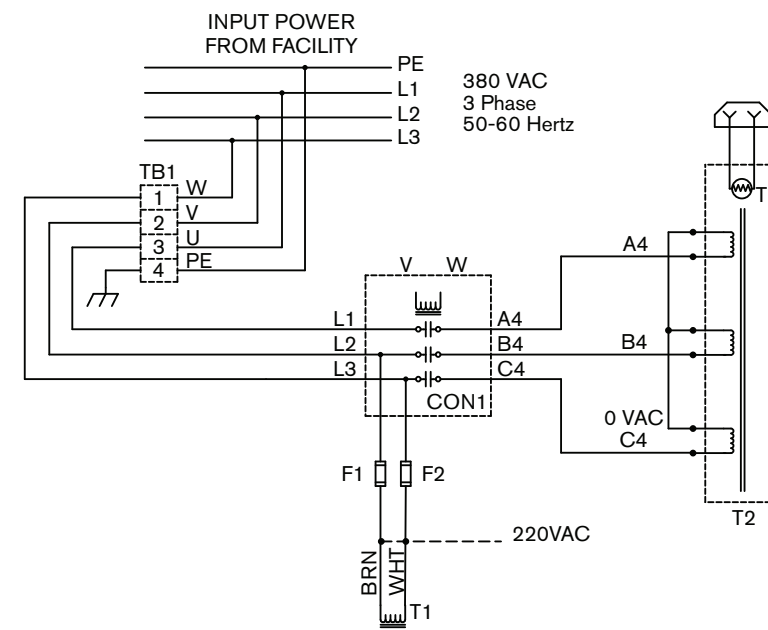 INPUT POWER
FROM FACILITY
PE
L1
L2
L3
380 VAC
3 Phase
50-60 Hertz
TB1
1
W
2
V
3
U
4
PE
T
V
W
A4
L1
A4
L2
B4
B4
L3
C4
CON1
0 VAC
C4
F1
F2
T2
220VAC
BRN
WHT
T1